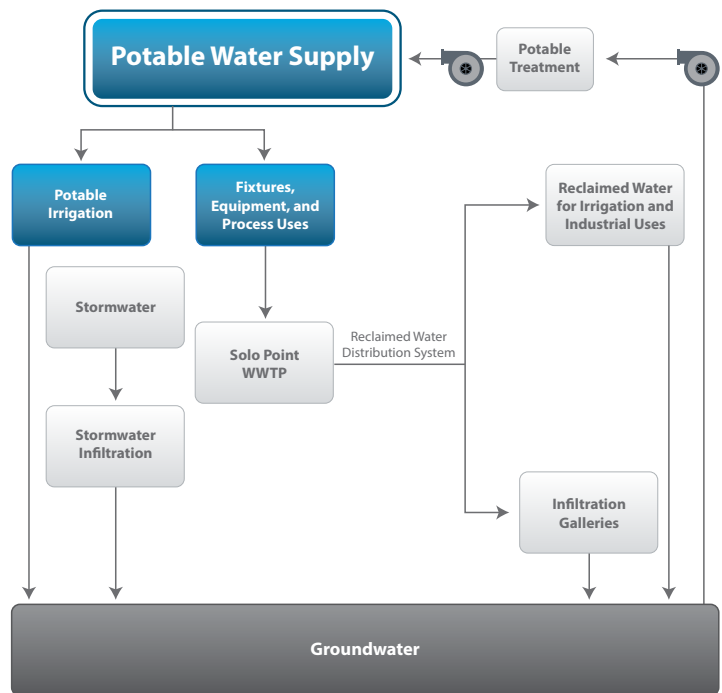 Potable Water Supply
Potable
Treatment
Potable
Irrigation
Fixtures,
Equipment, and
Process Uses
Reclaimed Water
for Irrigation and
Industrial Uses
Stormwater
Solo Point
WWTP
Reclaimed Water
Distribution System
Stormwater
Infiltration
Infiltration
Galleries
Groundwater